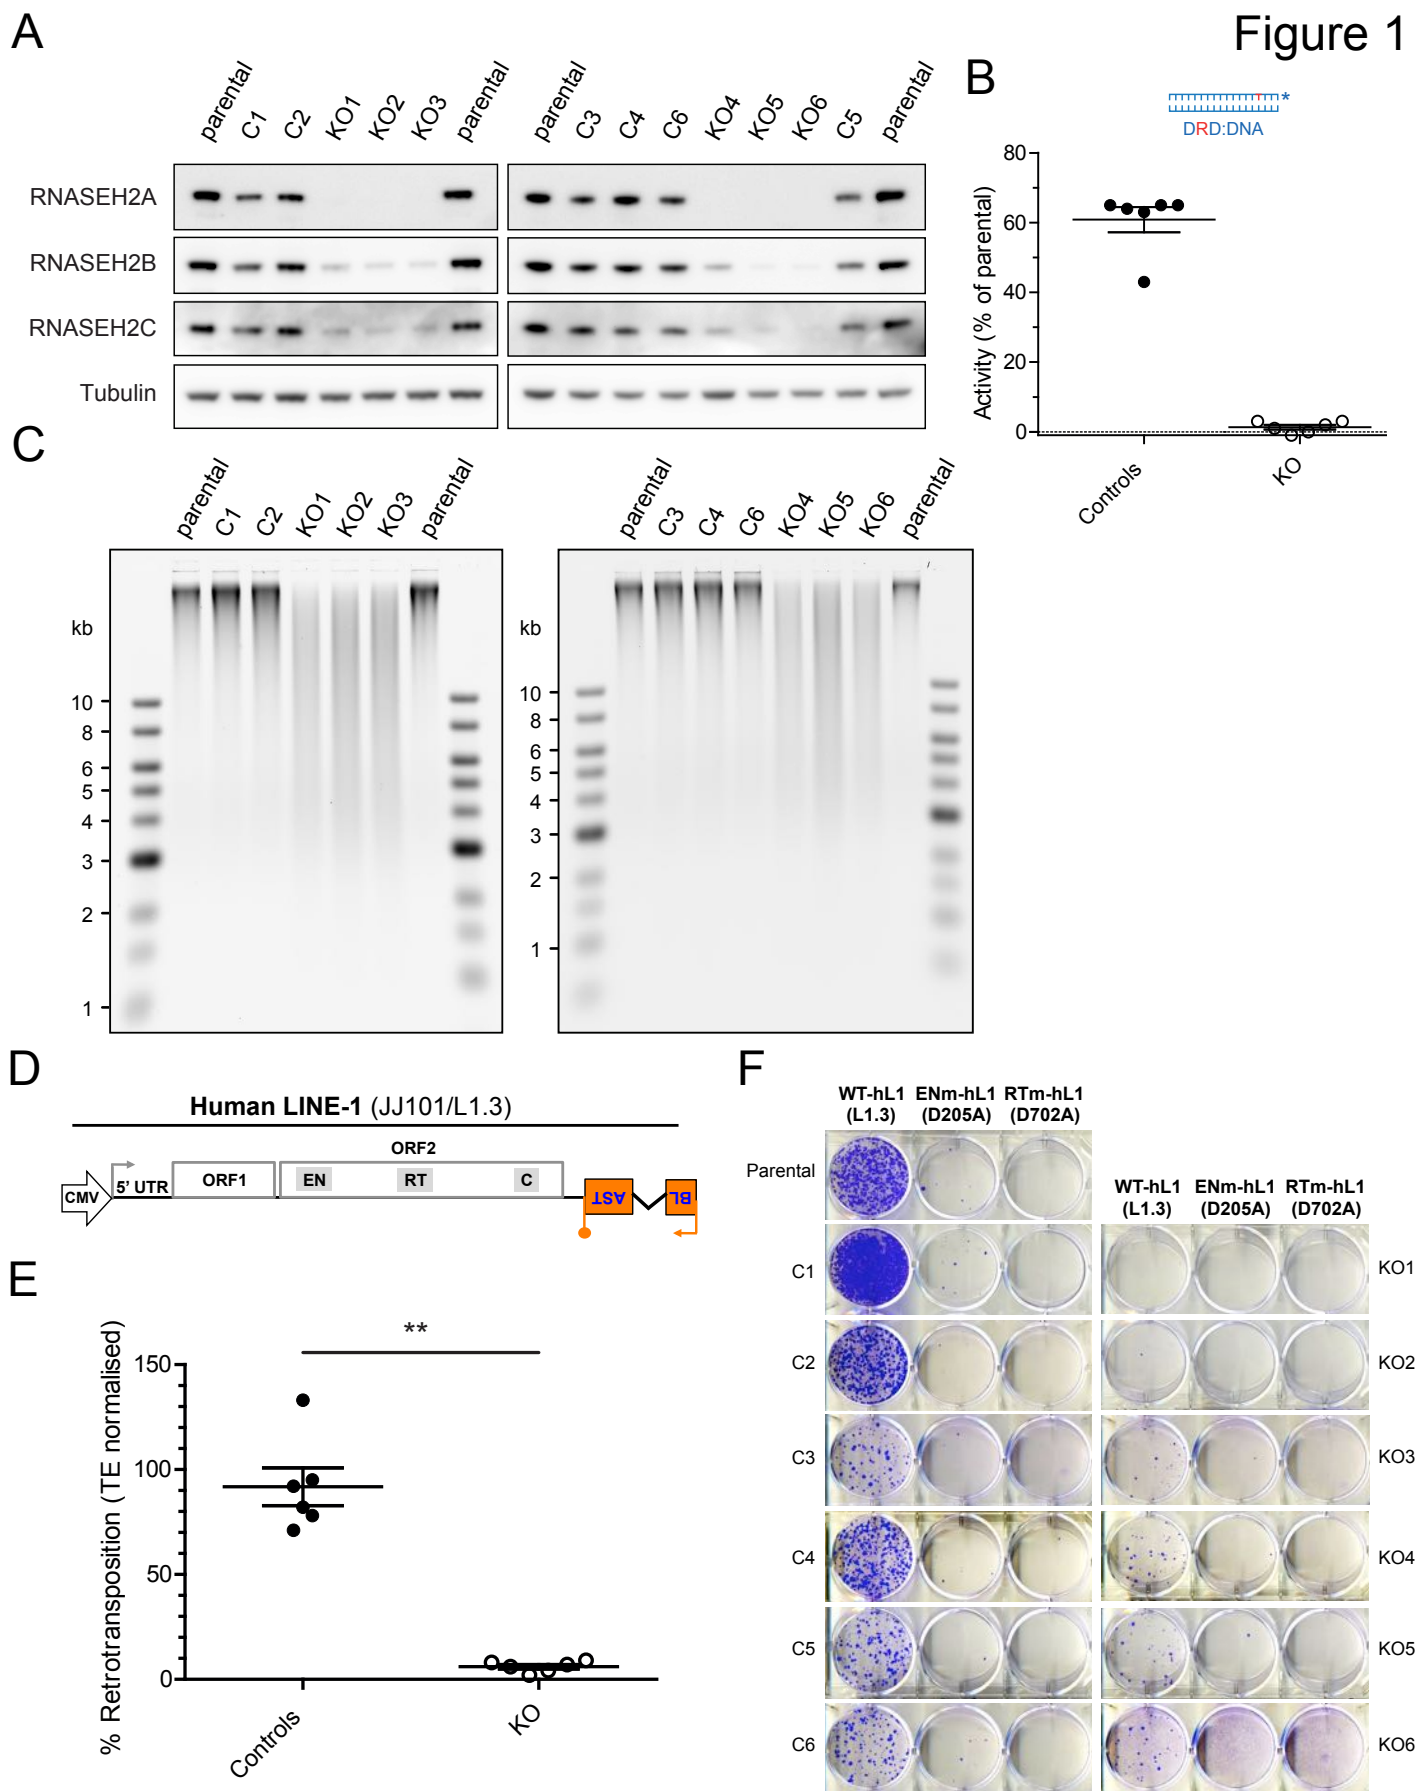 Figure 1
A
parental
C1
C2
KO1
KO2
KO3
parental
parental
C3
C4
C6
KO4
KO5
KO6
C5
parental
RNASEH2A
RNASEH2B
RNASEH2C
Tubulin
B
*
DRD:DNA
Activity (% of parental)
80
60
40
20
0
Controls
KO
C
parental
C1
C2
KO1
KO2
KO3
parental
kb
10
8
6
5
4
3
2
1
parental
C3
C4
C6
KO4
KO5
KO6
parental
kb
10
8
6
5
4
3
2
1
D
Human LINE-1 (JJ101/L1.3)
ORF2
CMV
5' UTR
ORF1
EN
RT
C
AST
BL
E
% Retrotransposition (TE normalised)
**
150
100
50
0
Controls
KO
F
WT-hL1 ENm-hL1 RTm-hL1
(L1.3) (D205A) (D702A)
Parental
C1
C2
C3
C4
C5
C6
WT-hL1 ENm-hL1 RTm-hL1
(L1.3) (D205A) (D702A)
KO1
KO2
KO3
KO4
KO5
KO6